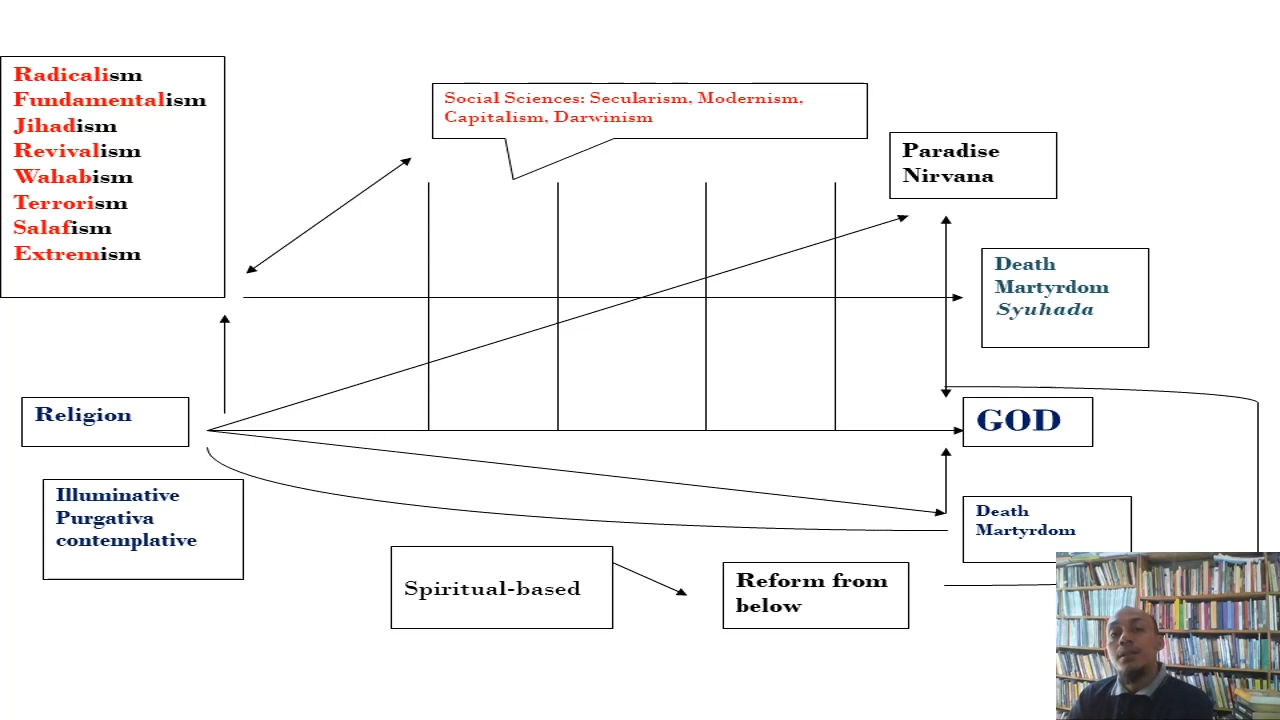 Radicalism
Fundamentalism
Jihadism
Revivalism
Wahabism
Terrorism
Salafism
Extremism
Social Sciences: Secularism, Modernism,
Capitalism, Darwinism
Paradise
Nirvana
Death
Martyrdom
Syuhada
Religion
GOD
Illuminative
Purgativa
contemplative
Death
Martyrdom
Spiritual-based
Reform from
below